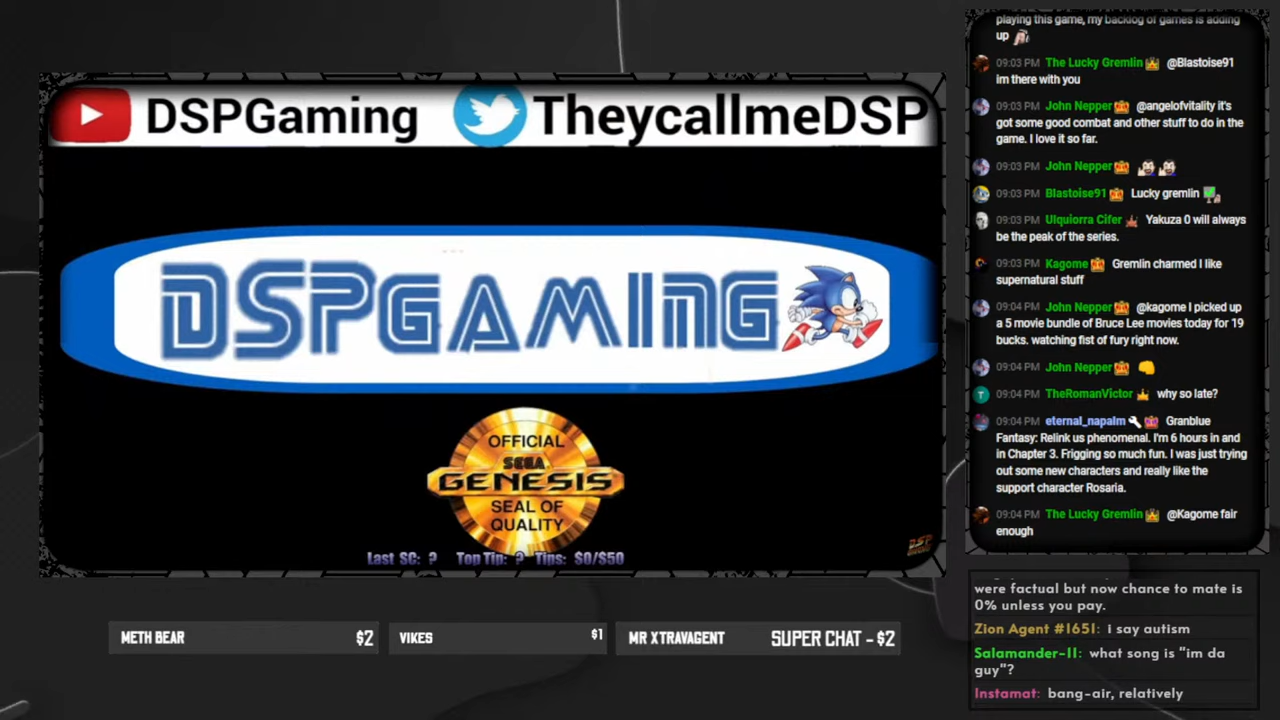 DSPGaming
TheycallmeDSP
DSPGAMING
OFFICIAL
SEGA
GENESIS
SEAL OF
QUALITY
Last SC: ?
Top Tip: ?
Tips: $0/$50
DSP
METH BEAR
$2
VIKES
$1
MR XTRAVAGENT
SUPER CHAT - $2
playing this game, my backlog of games is adding
up
09:03 PM The Lucky Gremlin @Blastoise91
im there with you
09:03 PM John Nepper @angelofvitality it's
got some good combat and other stuff to do in the
game. I love it so far.
09:03 PM John Nepper
09:03 PM Blastoise91 Lucky gremlin
09:03 PM Ulquiorra Cifer Yakuza 0 will always
be the peak of the series.
09:03 PM Kagome Gremlin charmed I like
supernatural stuff
09:04 PM John Nepper @kagome I picked up
a 5 movie bundle of Bruce Lee movies today for 19
bucks. watching fist of fury right now.
09:04 PM John Nepper
T 09:04 PM TheRomanVictor why so late?
09:04 PM eternal_napalm Granblue
Fantasy: Relink us phenomenal. I'm 6 hours in and
in Chapter 3. Frigging so much fun. I was just trying
out some new characters and really like the
support character Rosaria.
09:04 PM The Lucky Gremlin @Kagome fair
enough
were factual but now chance to mate is
0% unless you pay.
Zion Agent #1651: i say autism
Salamander-II: what song is "im da
guy"?
Instamat: bang-air, relatively